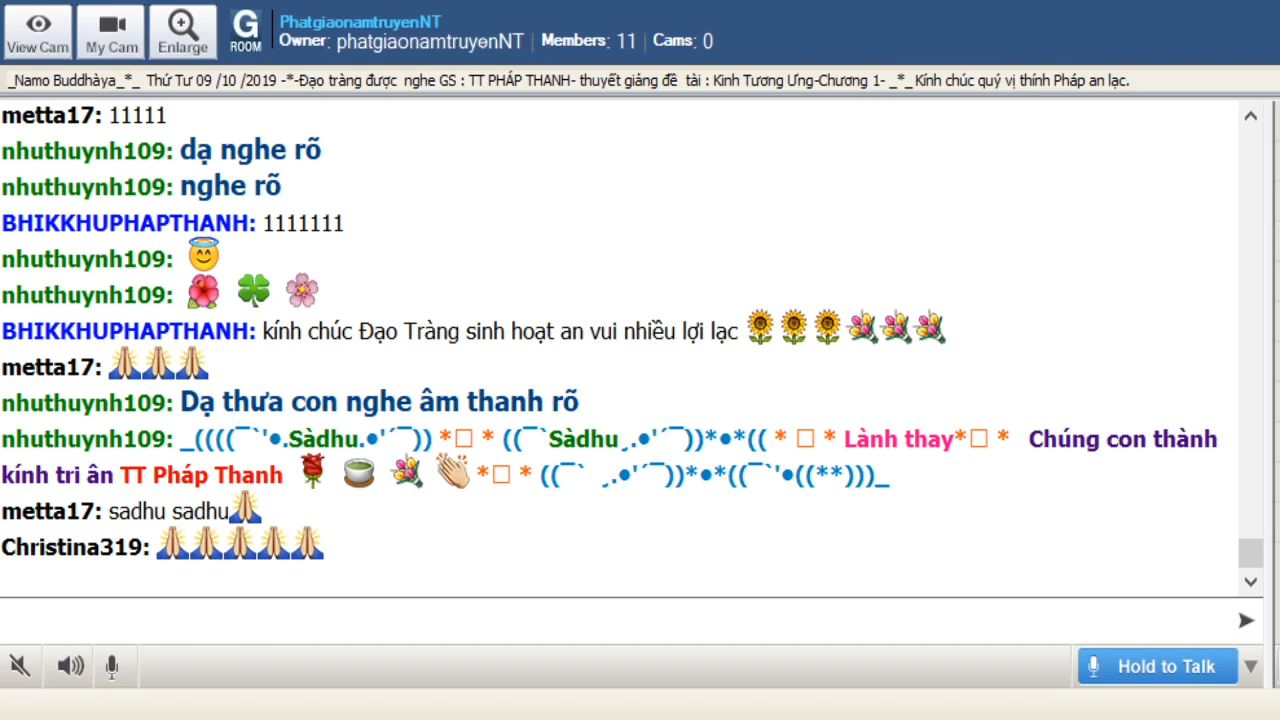 View Cam
My Cam
Enlarge
G ROOM
PhatgiaonamtruyenNT
Owner: phatgiaonamtruyenNT | Members: 11 | Cams: 0
_Namo Buddhàya_*_ Thứ Tư 09 /10 /2019 -*-Đạo tràng được nghe GS : TT PHÁP THANH- thuyết giảng đề tài : Kinh Tương Ưng-Chương 1- _*_ Kính chúc quý vị thính Pháp an lạc.
metta17: 11111
nhuthuynh109: dạ nghe rõ
nhuthuynh109: nghe rõ
BHIKKHUPHAPTHANH: 1111111
nhuthuynh109: 😇
nhuthuynh109: 🌺 🍀 🌸
BHIKKHUPHAPTHANH: kính chúc Đạo Tràng sinh hoạt an vui nhiều lợi lạc 🌻🌻🌻💐💐💐
metta17: 🙏🙏🙏
nhuthuynh109: Dạ thưa con nghe âm thanh rõ
nhuthuynh109: _((((¯`'●.Sàdhu.●'´¯)) *□ * ((¯`Sàdhu¸.●'´¯))*●*(( * □ * Lành thay*□ * Chúng con thành
kính tri ân TT Pháp Thanh 🌹 🍵 💐 👏 *□ * ((¯` ¸.●'´¯))*●*((¯`'●((**)))_
metta17: sadhu sadhu🙏
Christina319: 🙏🙏🙏🙏🙏
Hold to Talk